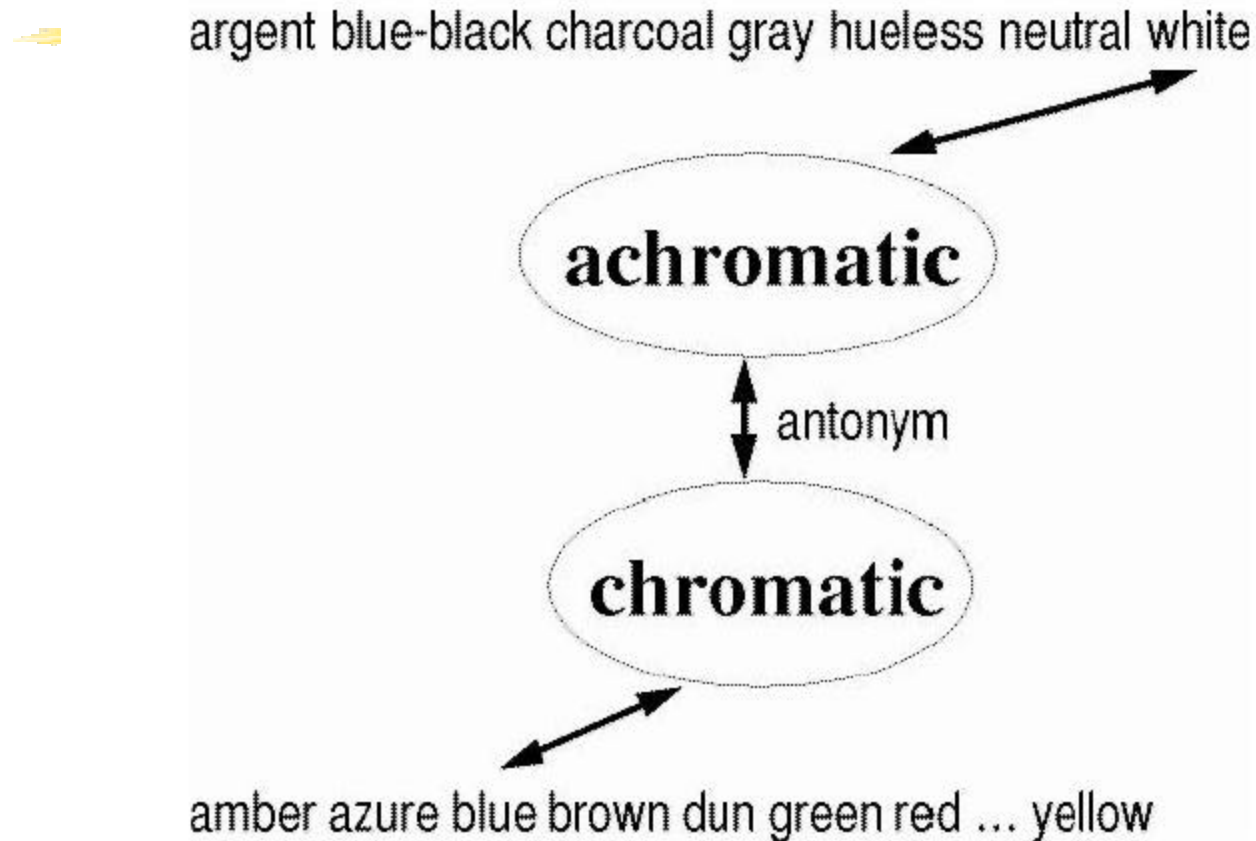 argent blue-black charcoal gray hueless neutral white
achromatic
antonym
chromatic
amber azure blue brown dun green red ... yellow